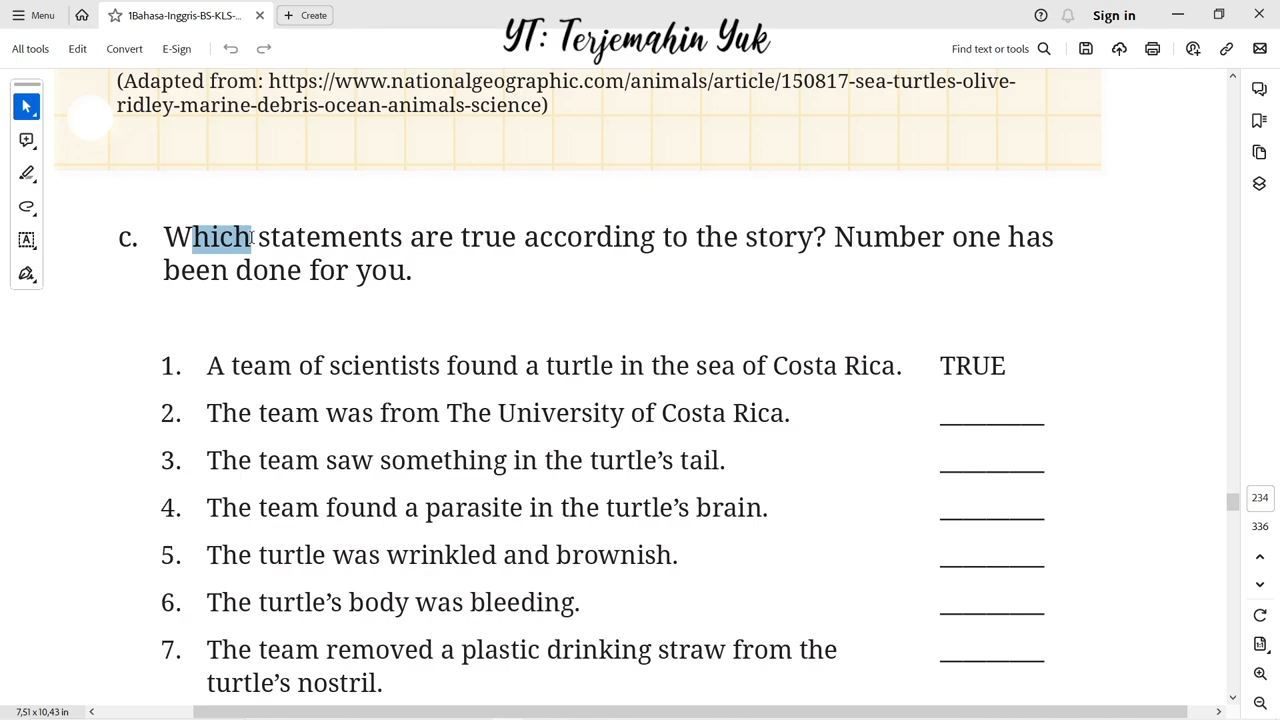 Menu
1Bahasa-Inggris-BS-KLS-...
Create
YT: Terjemahin Yuk
Sign in
All tools
Edit
Convert
E-Sign
Find text or tools
(Adapted from: https://www.nationalgeographic.com/animals/article/150817-sea-turtles-olive-
ridley-marine-debris-ocean-animals-science)
c. Which statements are true according to the story? Number one has
been done for you.
1. A team of scientists found a turtle in the sea of Costa Rica. TRUE
2. The team was from The University of Costa Rica. ________
3. The team saw something in the turtle’s tail. ________
4. The team found a parasite in the turtle’s brain. ________
5. The turtle was wrinkled and brownish. ________
6. The turtle’s body was bleeding. ________
7. The team removed a plastic drinking straw from the ________
turtle’s nostril.
234
336
7,51 x 10,43 in